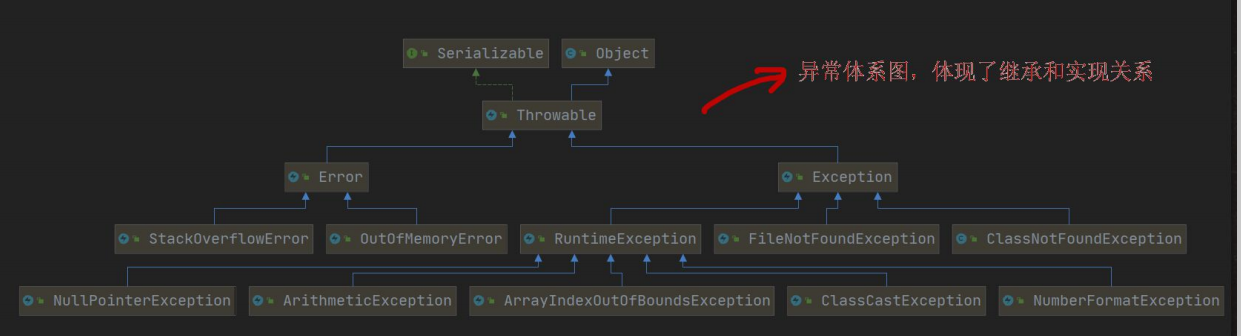 Serializable
Object
异常体系图，体现了继承和实现关系
Throwable
Error
Exception
StackOverflowError
OutOfMemoryError
RuntimeException
FileNotFoundException
ClassNotFoundException
NullPointerException
ArithmeticException
ArrayIndexOutOfBoundsException
ClassCastException
NumberFormatException